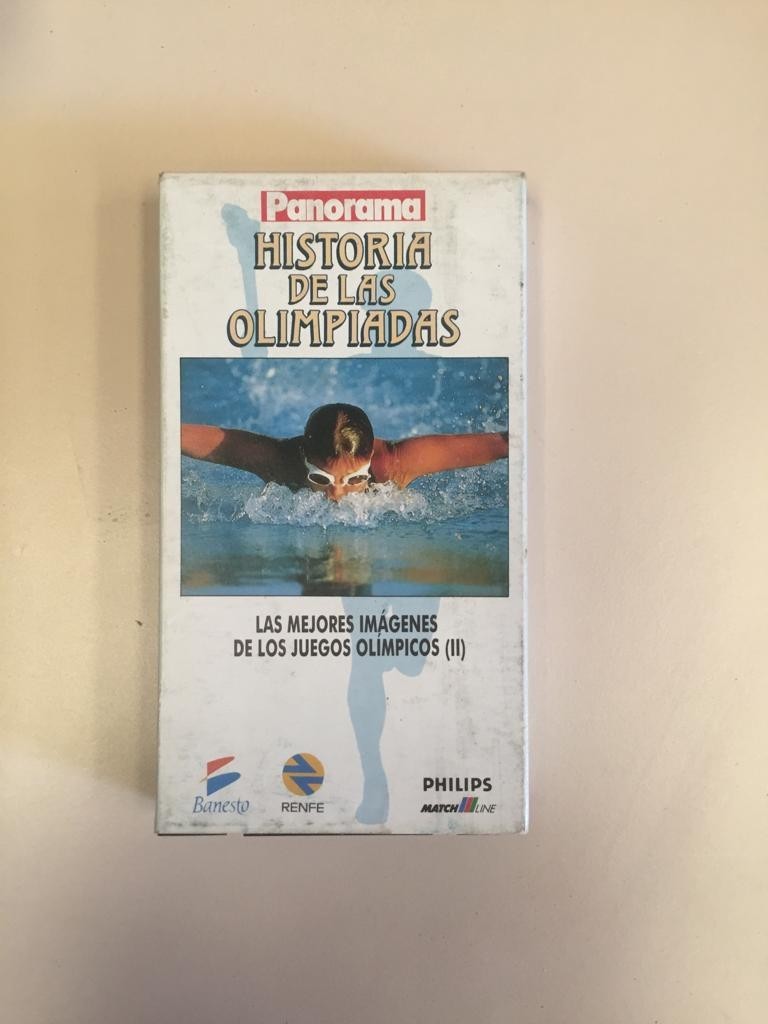 Panorama
HISTORIA
DE LAS
OLIMPIADAS
LAS MEJORES IMÁGENES
DE LOS JUEGOS OLÍMPICOS (II)
Banesto
RENFE
PHILIPS
MATCH LINE